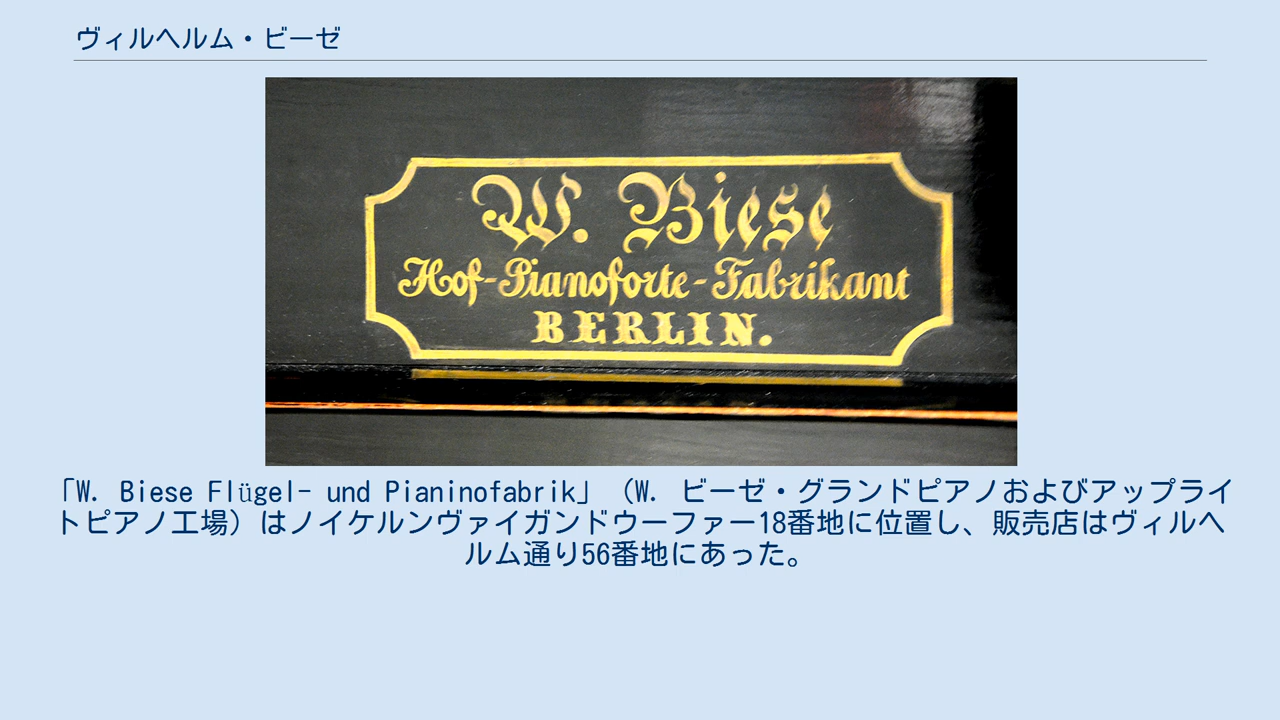 ヴィルヘルム・ビーゼ
W. Biese
Hof-Pianoforte-Fabrikant
BERLIN.
「W. Biese Flügel- und Pianinofabrik」（W. ビーゼ・グランドピアノおよびアップライ
トピアノ工場）はノイケルンヴァイガンドウーファー18番地に位置し、販売店はヴィルヘ
ルム通り56番地にあった。